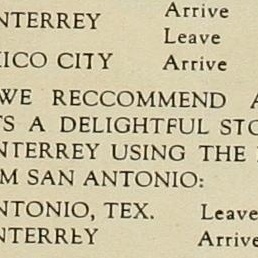 NTERREY Arrive
Leave
ICO CITY Arrive
WE RECCOMMEND A
TS A DELIGHTFUL STO
NTERREY USING THE
M SAN ANTONIO:
NTONIO, TEX. Leave
NTERREY Arrive